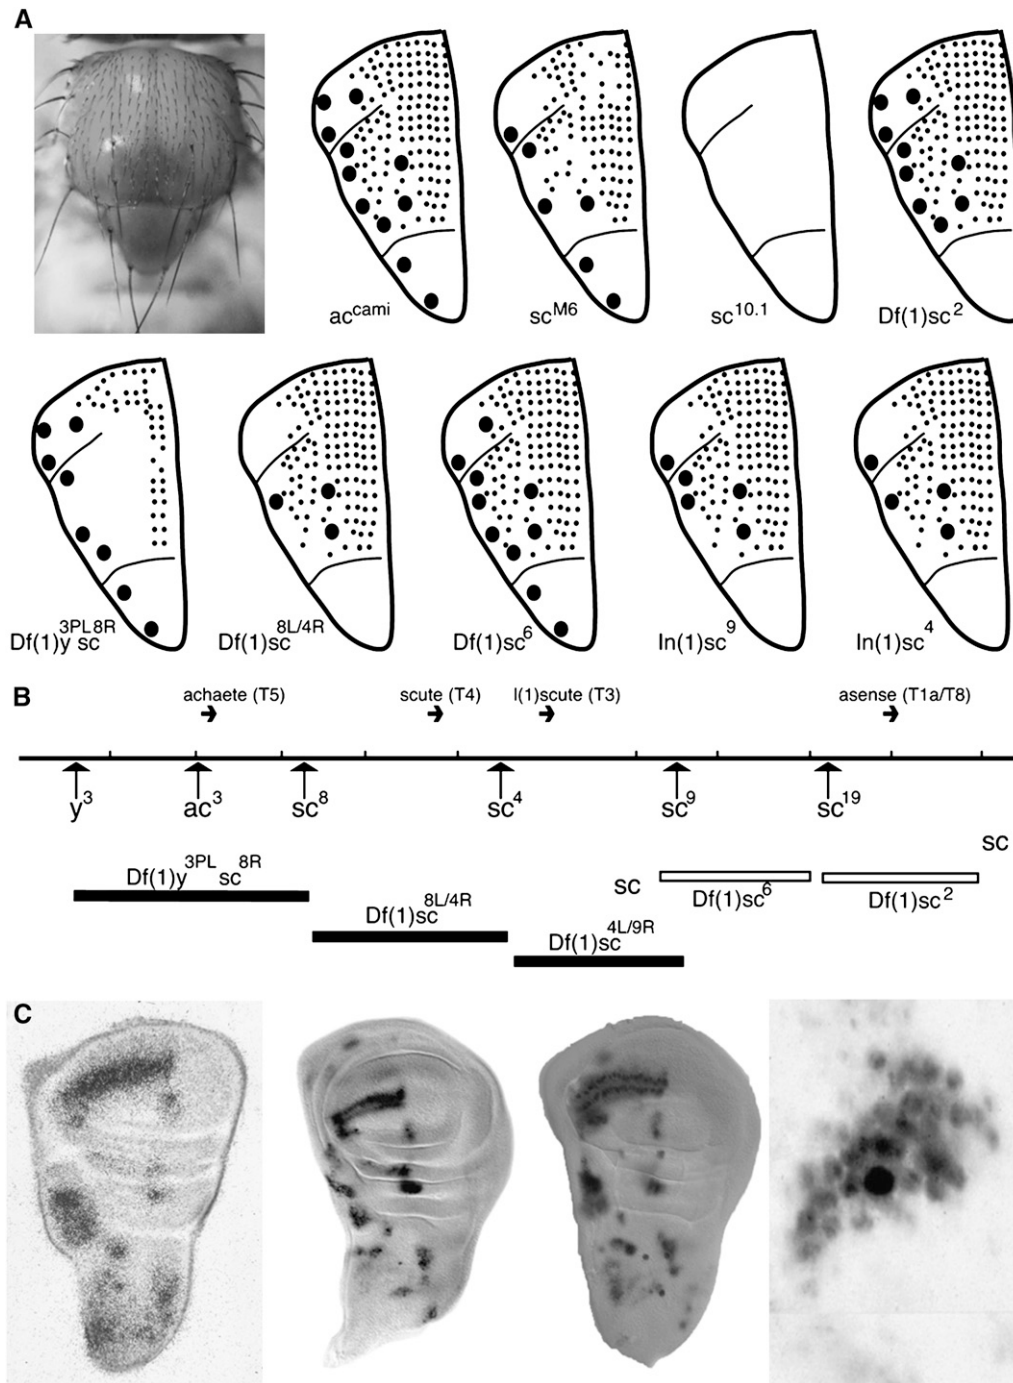 A
ac^cami sc^M6 sc^10.1 Df(1)sc^2
Df(1)y^3PL sc^8R Df(1)sc^8L/4R Df(1)sc^6 In(1)sc^9 In(1)sc^4
B
achaete (T5) scute (T4) l(1)scute (T3) asense (T1a/T8)
y^3 ac^3 sc^8 sc^4 sc^9 sc^19
sc
Df(1)y^3PL sc^8R
sc Df(1)sc^6 Df(1)sc^2
Df(1)sc^8L/4R
Df(1)sc^4L/9R
C